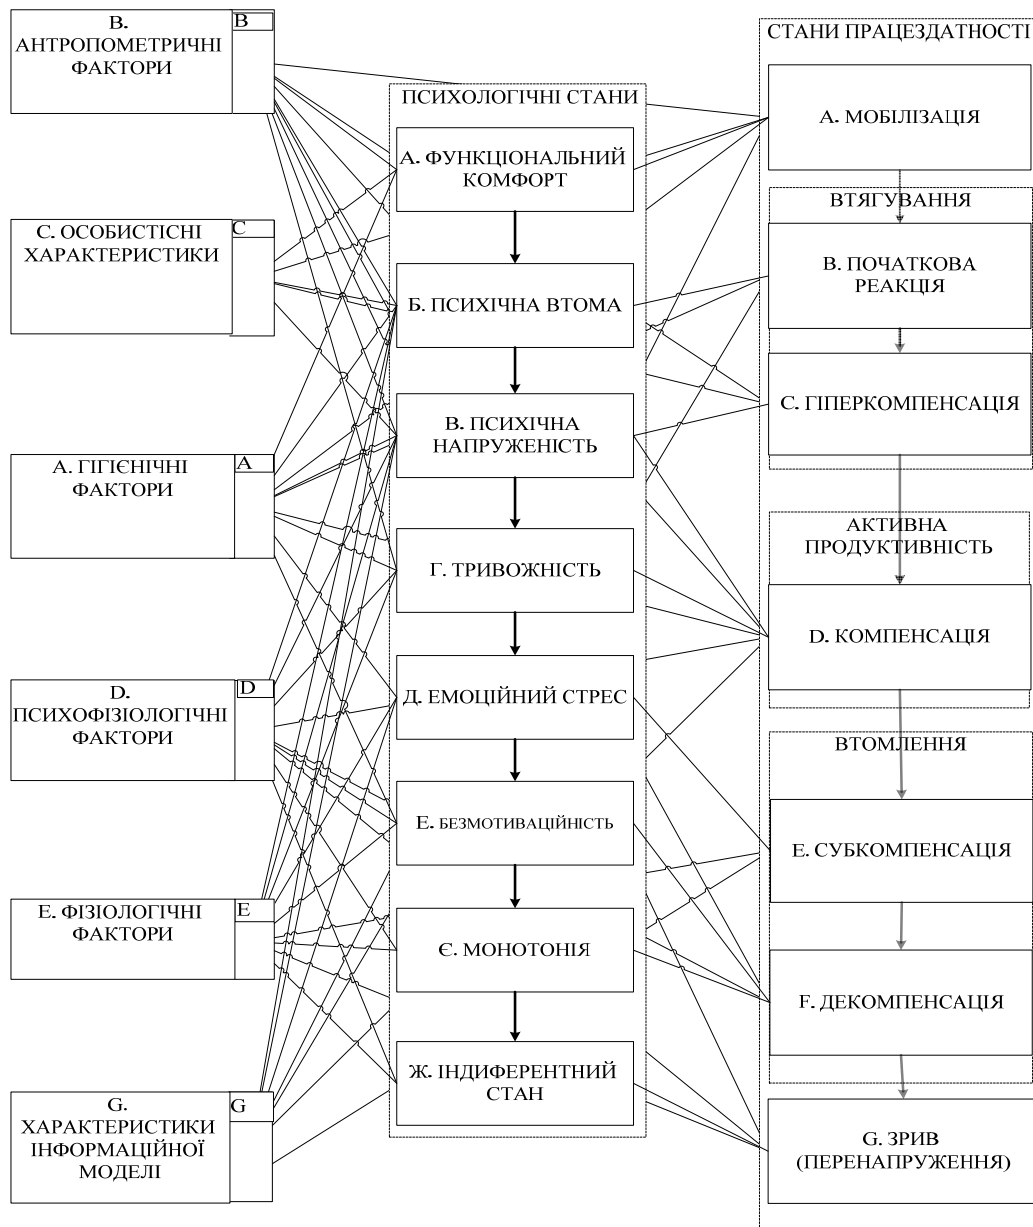 В.
АНТРОПОМЕТРИЧНІ
ФАКТОРИ
B
С. ОСОБИСТІСНІ
ХАРАКТЕРИСТИКИ
C
А. ГІГІЄНІЧНІ
ФАКТОРИ
A
D.
ПСИХОФІЗІОЛОГІЧНІ
ФАКТОРИ
D
Е. ФІЗІОЛОГІЧНІ
ФАКТОРИ
E
G.
ХАРАКТЕРИСТИКИ
ІНФОРМАЦІЙНОЇ
МОДЕЛІ
G
ПСИХОЛОГІЧНІ СТАНИ
А. ФУНКЦІОНАЛЬНИЙ
КОМФОРТ
Б. ПСИХІЧНА ВТОМА
В. ПСИХІЧНА
НАПРУЖЕНІСТЬ
Г. ТРИВОЖНІСТЬ
Д. ЕМОЦІЙНИЙ СТРЕС
Е. БЕЗМОТИВАЦІЙНІСТЬ
Є. МОНОТОНІЯ
Ж. ІНДИФЕРЕНТНИЙ
СТАН
СТАНИ ПРАЦЕЗДАТНОСТІ
А. МОБІЛІЗАЦІЯ
ВТЯГУВАННЯ
В. ПОЧАТКОВА
РЕАКЦІЯ
С. ГІПЕРКОМПЕНСАЦІЯ
АКТИВНА
ПРОДУКТИВНІСТЬ
D. КОМПЕНСАЦІЯ
ВТОМЛЕННЯ
Е. СУБКОМПЕНСАЦІЯ
F. ДЕКОМПЕНСАЦІЯ
G. ЗРИВ
(ПЕРЕНАПРУЖЕННЯ)